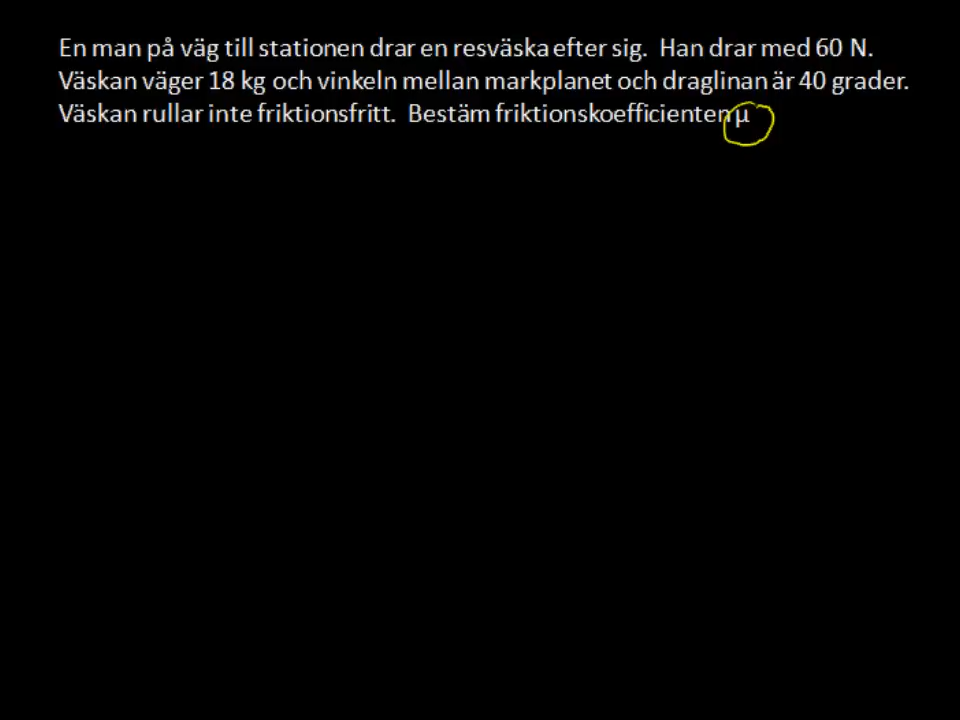 En man på väg till stationen drar en resväska efter sig. Han drar med 60 N.
Väskan väger 18 kg och vinkeln mellan markplanet och draglinan är 40 grader.
Väskan rullar inte friktionsfritt. Bestäm friktionskoefficienten µ